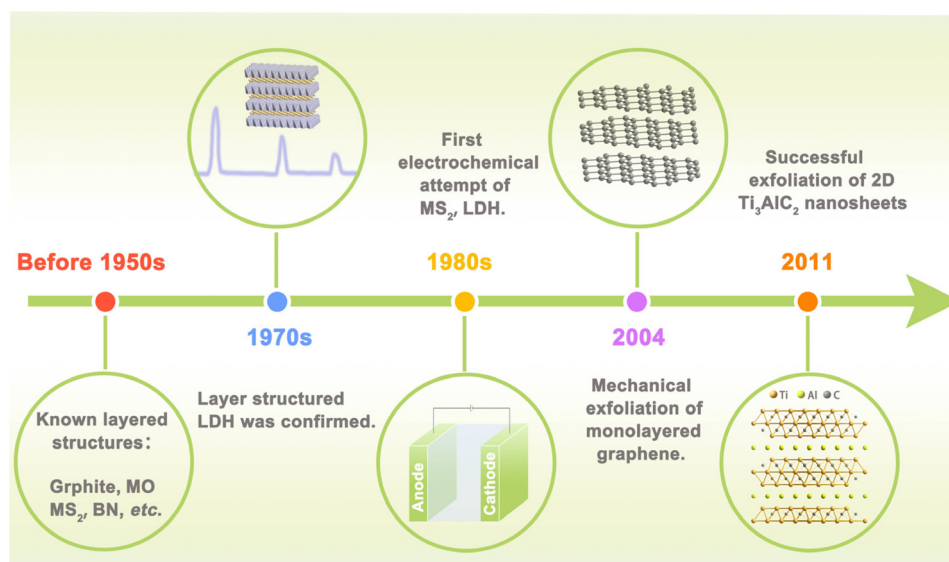 Before 1950s
Known layered
structures：
Grphite, MO
MS₂, BN, etc.
1970s
Layer structured
LDH was confirmed.
First
electrochemical
attempt of
MS₂, LDH.
1980s
Anode
Cathode
2004
Mechanical
exfoliation of
monolayered
graphene.
Successful
exfoliation of 2D
Ti₃AlC₂ nanosheets
2011
Ti Al C